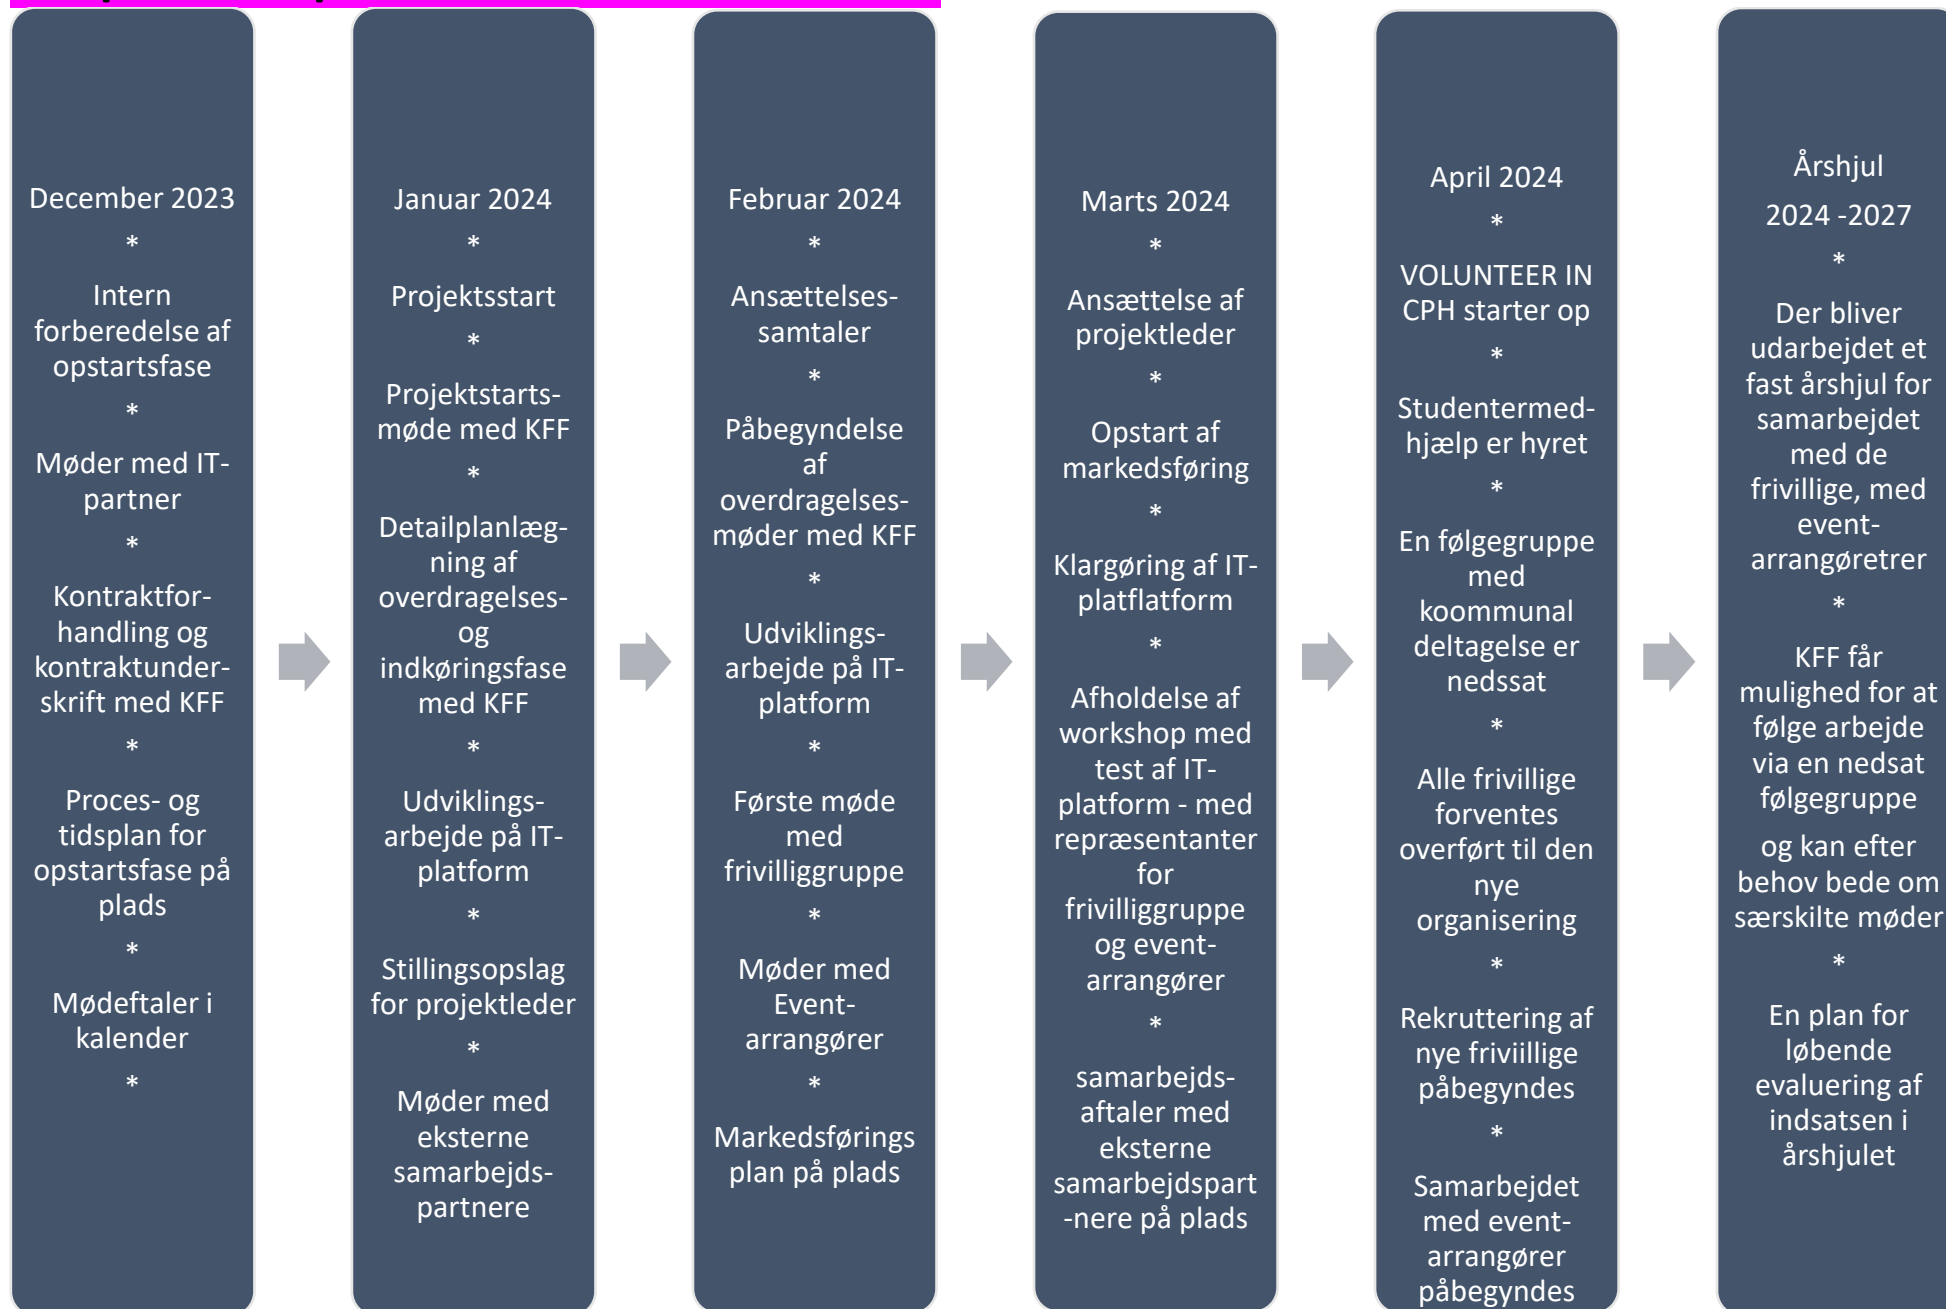 December 2023
*
Intern
forberedelse af
opstartsfase
*
Møder med IT-
partner
*
Kontraktfor-
handling og
kontraktunder-
skrift med KFF
*
Proces- og
tidsplan for
opstartsfase på
plads
*
Mødeftaler i
kalender
*
Januar 2024
*
Projektsstart
*
Projektstarts-
møde med KFF
*
Detailplanlæg-
ning af
overdragelses-
og
indkøringsfase
med KFF
*
Udviklings-
arbejde på IT-
platform
*
Stillingsopslag
for projektleder
*
Møder med
eksterne
samarbejds-
partnere
Februar 2024
*
Ansættelses-
samtaler
*
Påbegyndelse
af
overdragelses-
møder med KFF
*
Udviklings-
arbejde på IT-
platform
*
Første møde
med
frivilliggruppe
*
Møder med
Event-
arrangører
*
Markedsførings
plan på plads
Marts 2024
*
Ansættelse af
projektleder
*
Opstart af
markedsføring
*
Klargøring af IT-
platflatform
*
Afholdelse af
workshop med
test af IT-
platform - med
repræsentanter
for
frivilliggruppe
og event-
arrangører
*
samarbejds-
aftaler med
eksterne
samarbejdspart
-nere på plads
April 2024
*
VOLUNTEER IN
CPH starter op
*
Studentermed-
hjælp er hyret
*
En følgegruppe
med
koommunal
deltagelse er
nedssat
*
Alle frivillige
forventes
overført til den
nye
organisering
*
Rekruttering af
nye friviillige
påbegyndes
*
Samarbejdet
med event-
arrangører
påbegyndes
Årshjul
2024 -2027
*
Der bliver
udarbejdet et
fast årshjul for
samarbejdet
med de
frivillige, med
event-
arrangøretrer
*
KFF får
mulighed for at
følge arbejde
via en nedsat
følgegruppe
og kan efter
behov bede om
særskilte møder
*
En plan for
løbende
evaluering af
indsatsen i
årshjulet